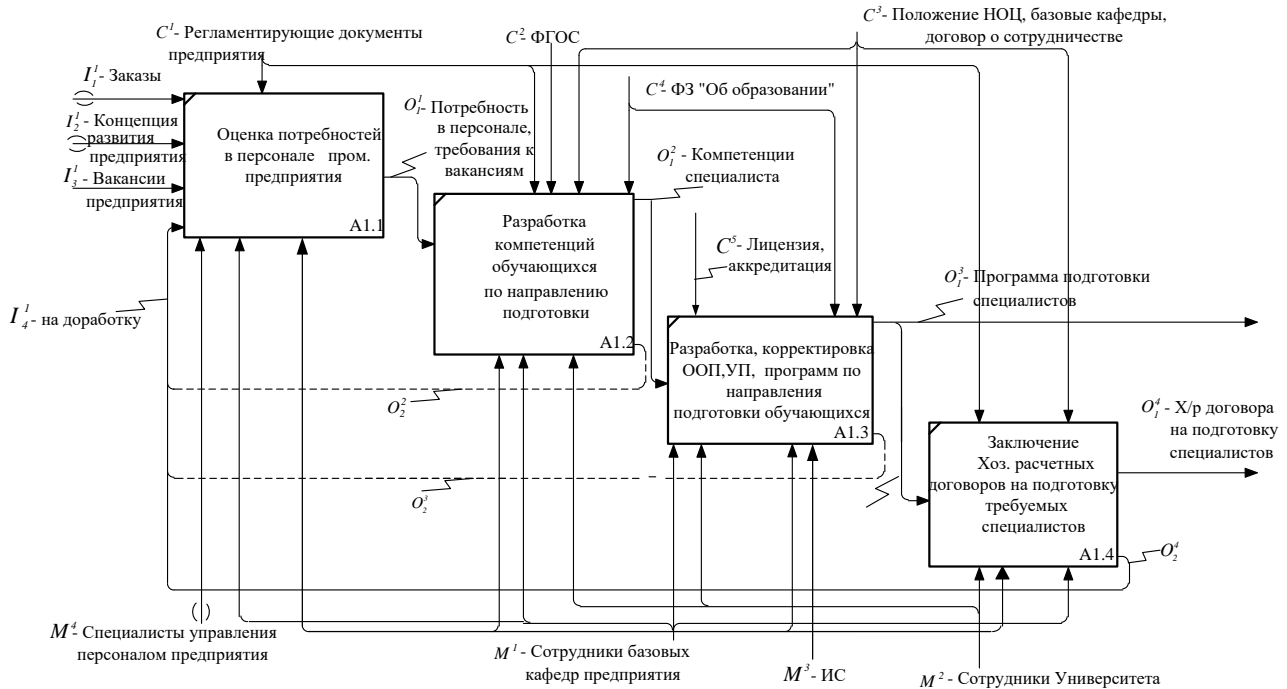 C¹- Регламентирующие документы
предприятия
C²- ФГОС
C³- Положение НОЦ, базовые кафедры,
договор о сотрудничестве
I₁¹- Заказы
C⁴- ФЗ "Об образовании"
I₂¹- Концепция
развития
предприятия
I₃¹- Вакансии
предприятия
Оценка потребностей
в персонале пром.
предприятия
A1.1
O₁¹- Потребность
в персонале,
требования к
вакансиям
O₁² - Компетенции
специалиста
Разработка
компетенций
обучающихся
по направлению
подготовки
A1.2
C⁵- Лицензия,
аккредитация
O₁³- Программа подготовки
специалистов
I₄¹ - на доработку
Разработка, корректировка
ООП,УП, программ по
направления
подготовки обучающихся
A1.3
O₂²
O₁⁴ - Х/р договора
на подготовку
специалистов
Заключение
Хоз. расчетных
договоров на подготовку
требуемых
специалистов
A1.4
O₂³
O₂⁴
M⁴- Специалисты управления
персоналом предприятия
M¹ - Сотрудники базовых
кафедр предприятия
M³ - ИС
M² - Сотрудники Университета